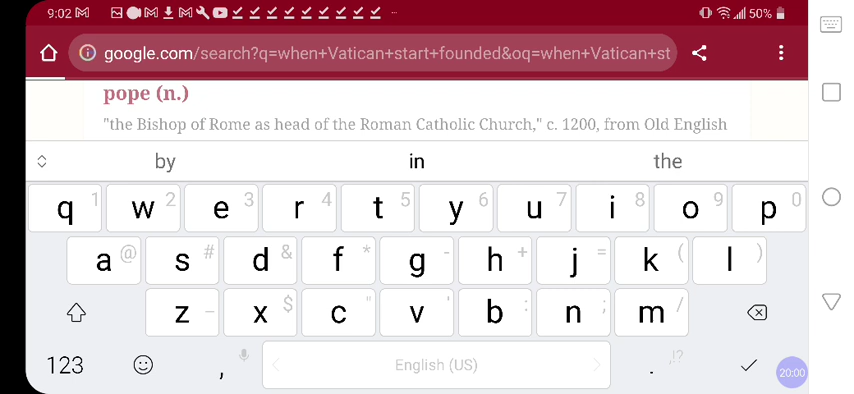 9:02 50%
google.com/search?q=when+Vatican+start+founded&oq=when+Vatican+st
pope (n.)
"the Bishop of Rome as head of the Roman Catholic Church," c. 1200, from Old English
by in the
q 1 w 2 e 3 r 4 t 5 y 6 u 7 i 8 o 9 p 0
a @ s # d & f * g - h + j = k ( l )
z _ x $ c " v ' b : n ; m /
123 , English (US) . ,!?
20:00